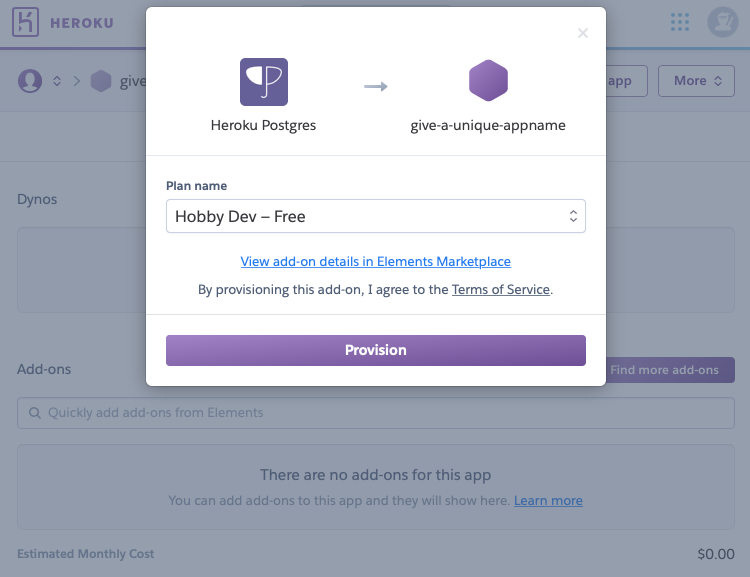 HEROKU
give
app
More
Heroku Postgres
give-a-unique-appname
Plan name
Hobby Dev – Free
View add-on details in Elements Marketplace
By provisioning this add-on, I agree to the Terms of Service.
Provision
Dynos
Add-ons
Find more add-ons
Quickly add add-ons from Elements
There are no add-ons for this app
You can add add-ons to this app and they will show here. Learn more
Estimated Monthly Cost
$0.00